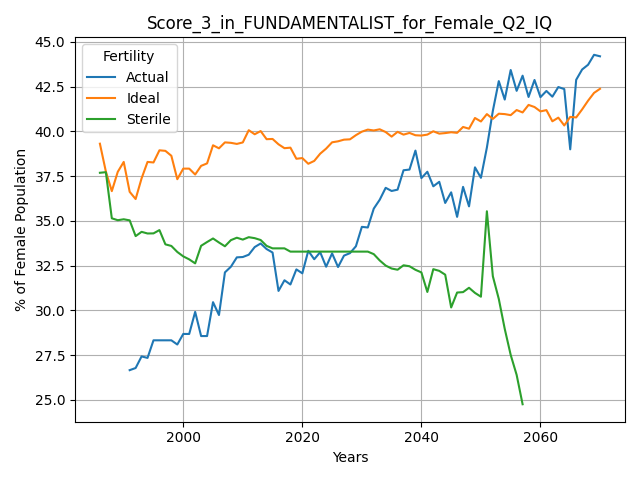 Score_3_in_FUNDAMENTALIST_for_Female_Q2_IQ
Fertility
Actual
Ideal
Sterile
% of Female Population
45.0
42.5
40.0
37.5
35.0
32.5
30.0
27.5
25.0
2000
2020
2040
2060
Years